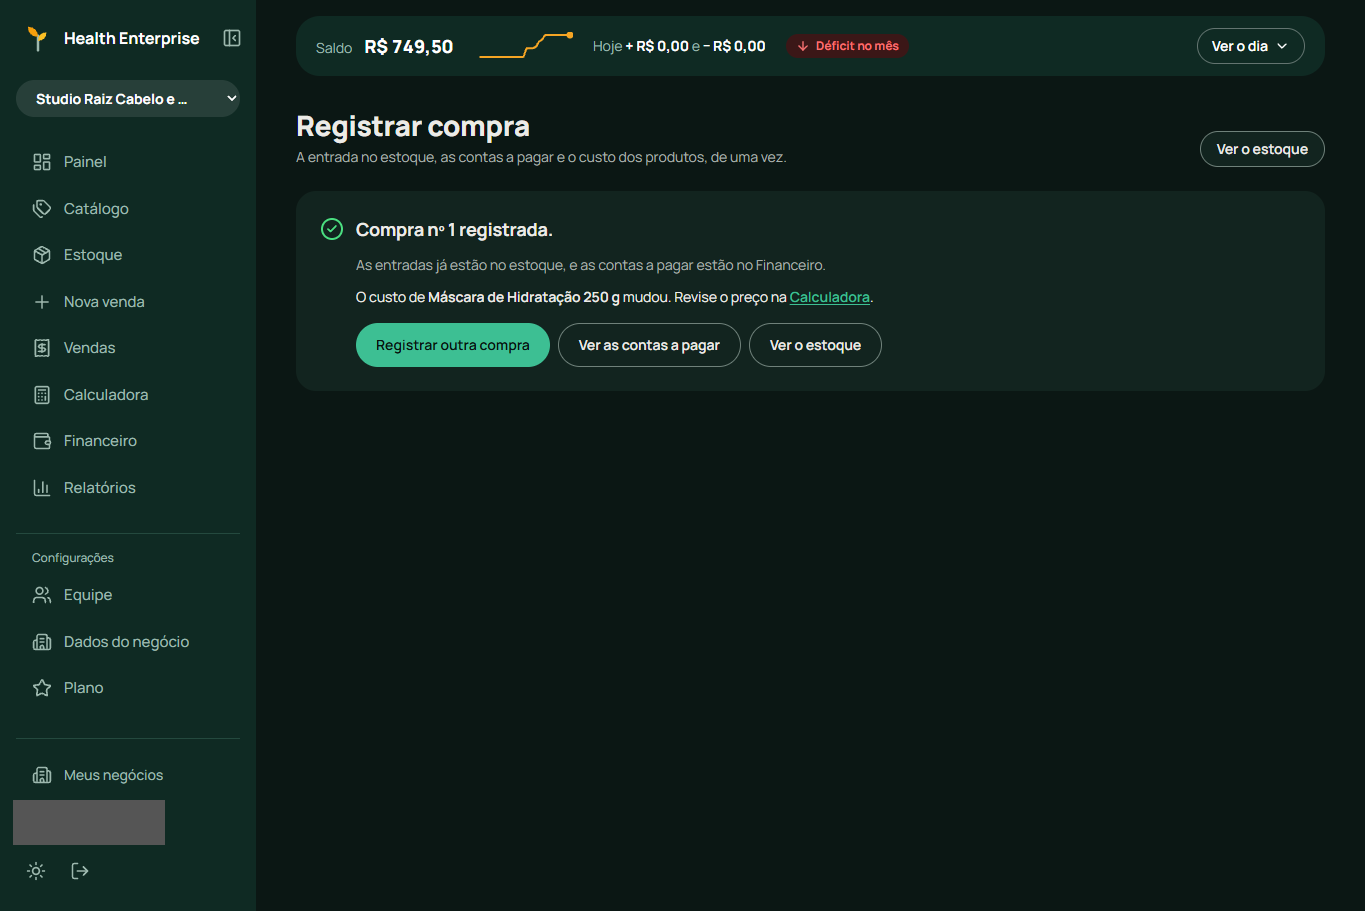 Health Enterprise
Studio Raiz Cabelo e ...
Painel
Catálogo
Estoque
Nova venda
Vendas
Calculadora
Financeiro
Relatórios
Configurações
Equipe
Dados do negócio
Plano
Meus negócios
Saldo R$ 749,50 Hoje + R$ 0,00 e − R$ 0,00 Déficit no mês Ver o dia
Registrar compra
A entrada no estoque, as contas a pagar e o custo dos produtos, de uma vez.
Ver o estoque
Compra nº 1 registrada.
As entradas já estão no estoque, e as contas a pagar estão no Financeiro.
O custo de Máscara de Hidratação 250 g mudou. Revise o preço na Calculadora.
Registrar outra compra Ver as contas a pagar Ver o estoque